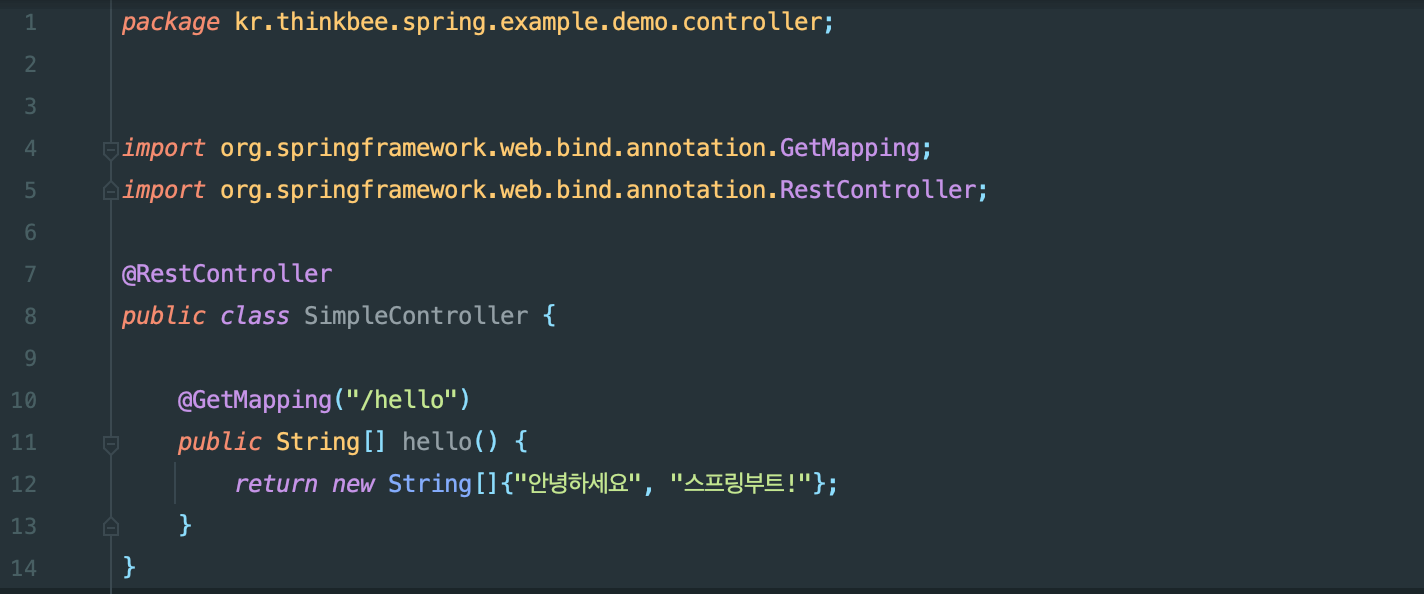 1 package kr.thinkbee.spring.example.demo.controller;
2
3
4 import org.springframework.web.bind.annotation.GetMapping;
5 import org.springframework.web.bind.annotation.RestController;
6
7 @RestController
8 public class SimpleController {
9
10     @GetMapping("/hello")
11     public String[] hello() {
12         return new String[]{"안녕하세요", "스프링부트!"};
13     }
14 }